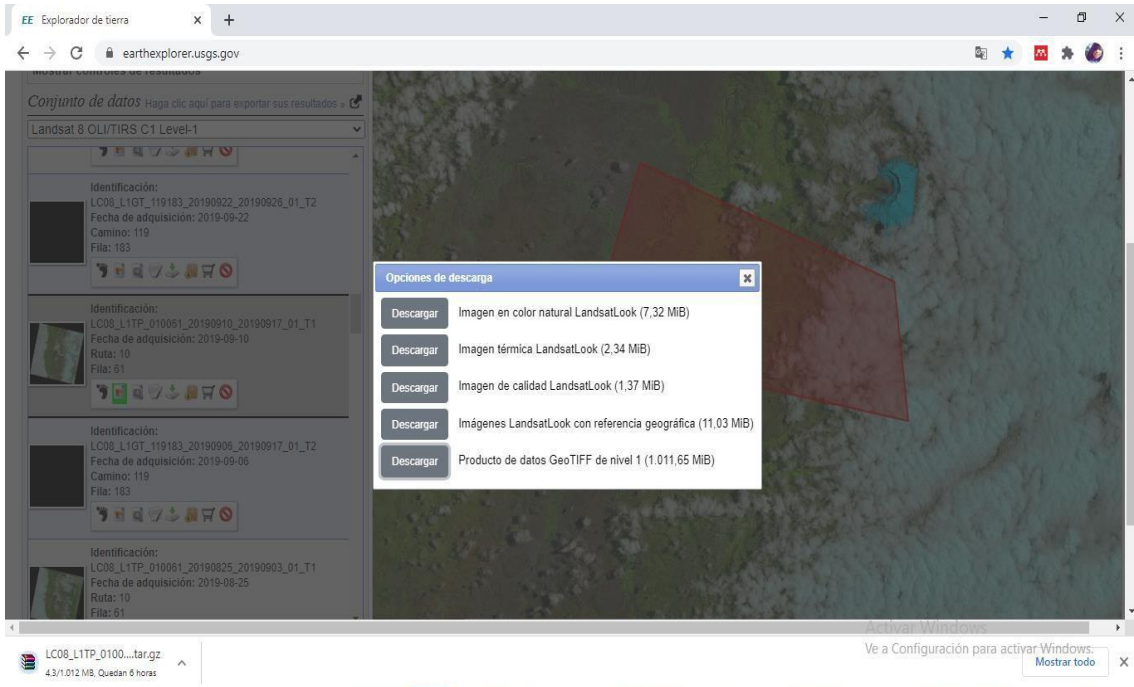 EE Explorador de tierra
earthexplorer.usgs.gov
Mostrar controles de resultados
Conjunto de datos Haga clic aquí para exportar sus resultados »
Landsat 8 OLI/TIRS C1 Level-1
Identificación:
LC08_L1GT_119183_20190922_20190926_01_T2
Fecha de adquisición: 2019-09-22
Camino: 119
Fila: 183
Identificación:
LC08_L1TP_010061_20190910_20190917_01_T1
Fecha de adquisición: 2019-09-10
Ruta: 10
Fila: 61
Identificación:
LC08_L1GT_119183_20190906_20190917_01_T2
Fecha de adquisición: 2019-09-06
Camino: 119
Fila: 183
Identificación:
LC08_L1TP_010061_20190825_20190903_01_T1
Fecha de adquisición: 2019-08-25
Ruta: 10
Fila: 61
Opciones de descarga
Descargar Imagen en color natural LandsatLook (7,32 MiB)
Descargar Imagen térmica LandsatLook (2,34 MiB)
Descargar Imagen de calidad LandsatLook (1,37 MiB)
Descargar Imágenes LandsatLook con referencia geográfica (11,03 MiB)
Descargar Producto de datos GeoTIFF de nivel 1 (1.011,65 MiB)
Activar Windows
Ve a Configuración para activar Windows.
LC08_L1TP_0100....tar.gz
4,3/1.012 MB, Quedan 6 horas
Mostrar todo